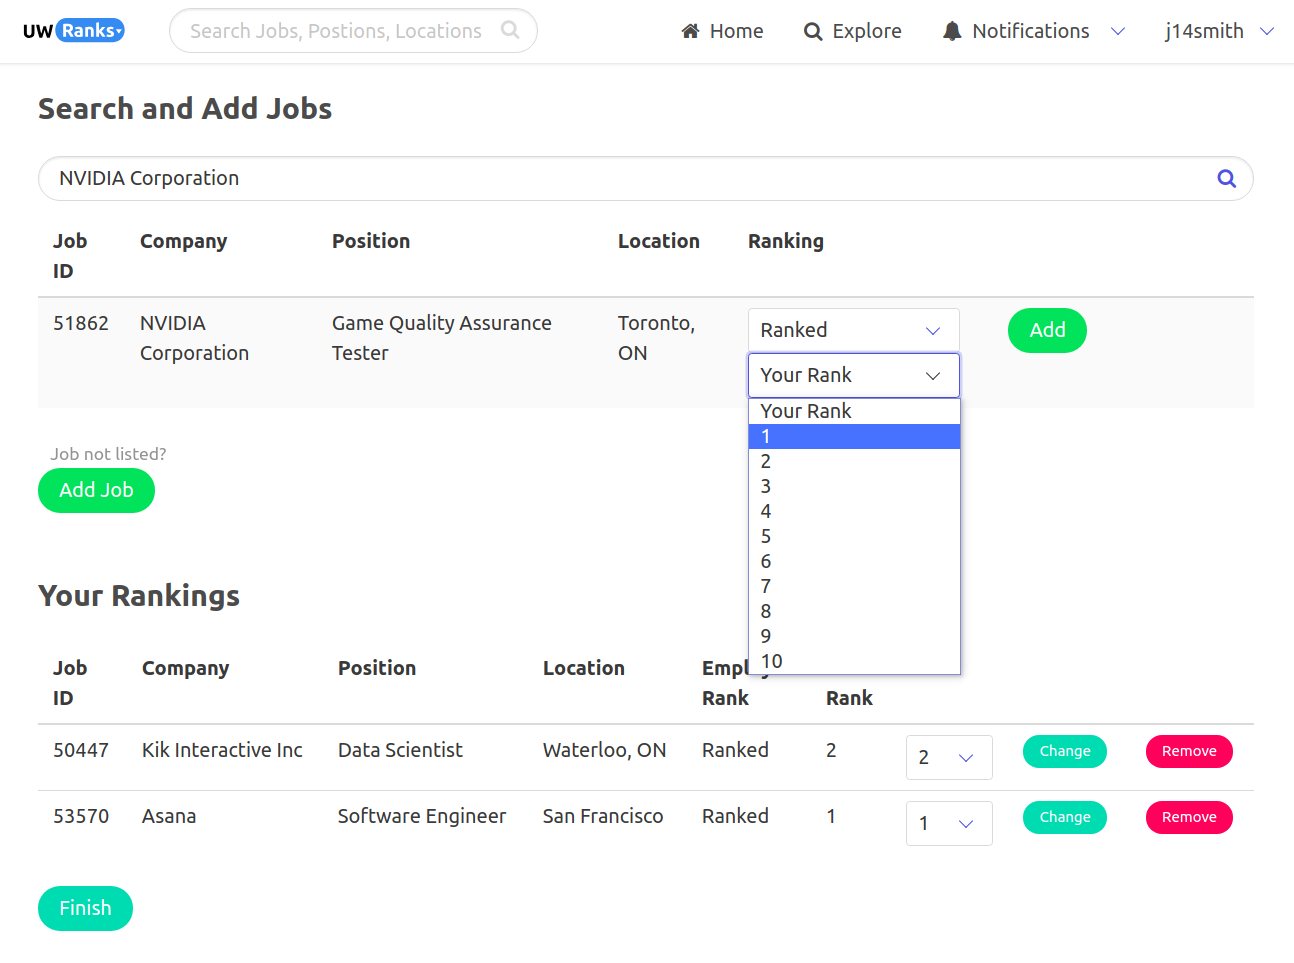 UW Ranks
Search Jobs, Postions, Locations
Home
Explore
Notifications
j14smith
Search and Add Jobs
NVIDIA Corporation
Job ID
Company
Position
Location
Ranking
51862
NVIDIA Corporation
Game Quality Assurance Tester
Toronto, ON
Ranked
Add
Your Rank
Your Rank
1
2
3
4
5
6
7
8
9
10
Job not listed?
Add Job
Your Rankings
Job ID
Company
Position
Location
Rank
Rank
50447
Kik Interactive Inc
Data Scientist
Waterloo, ON
Ranked
2
2
Change
Remove
53570
Asana
Software Engineer
San Francisco
Ranked
1
1
Change
Remove
Finish